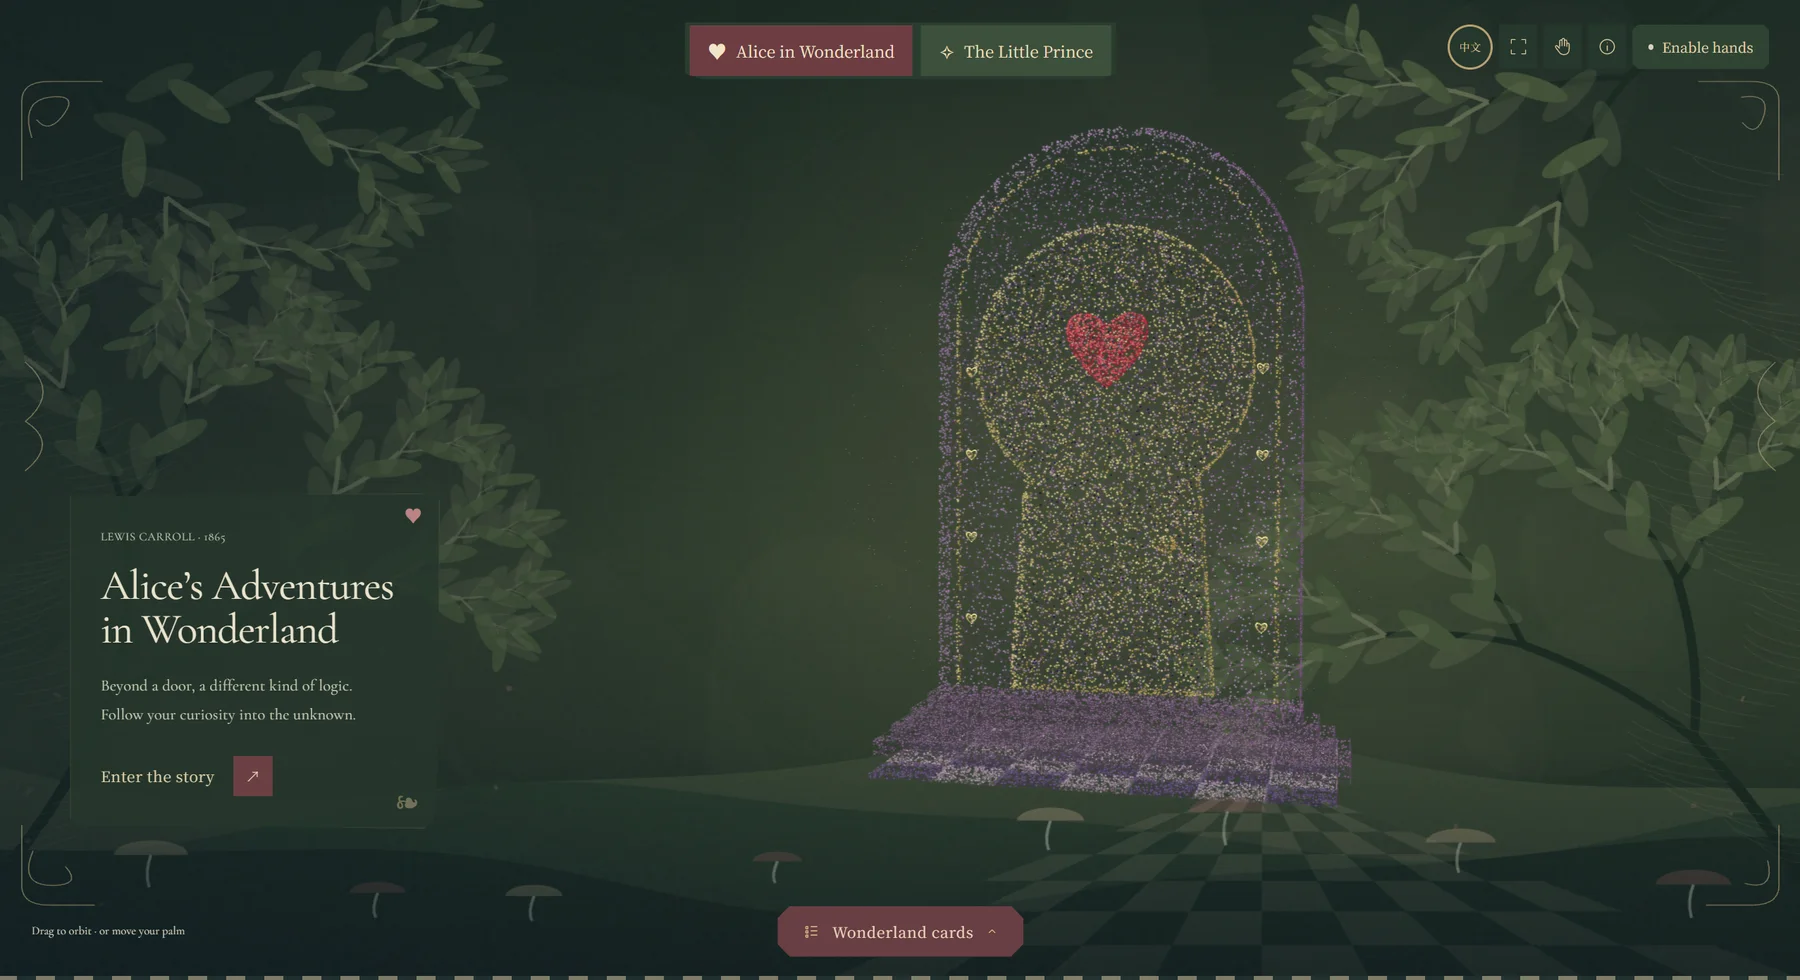 Alice in Wonderland
The Little Prince
中文
Enable hands
LEWIS CARROLL · 1865
Alice’s Adventures
in Wonderland
Beyond a door, a different kind of logic.
Follow your curiosity into the unknown.
Enter the story
Drag to orbit · or move your palm
Wonderland cards